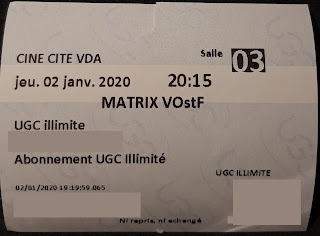 Salle 03
CINE CITE VDA
jeu. 02 janv. 2020 20:15
MATRIX VOstF
UGC illimite
Abonnement UGC Illimité
UGC ILLIMITE
02/01/2020 19:19:59.065
Ni repris, ni echangé